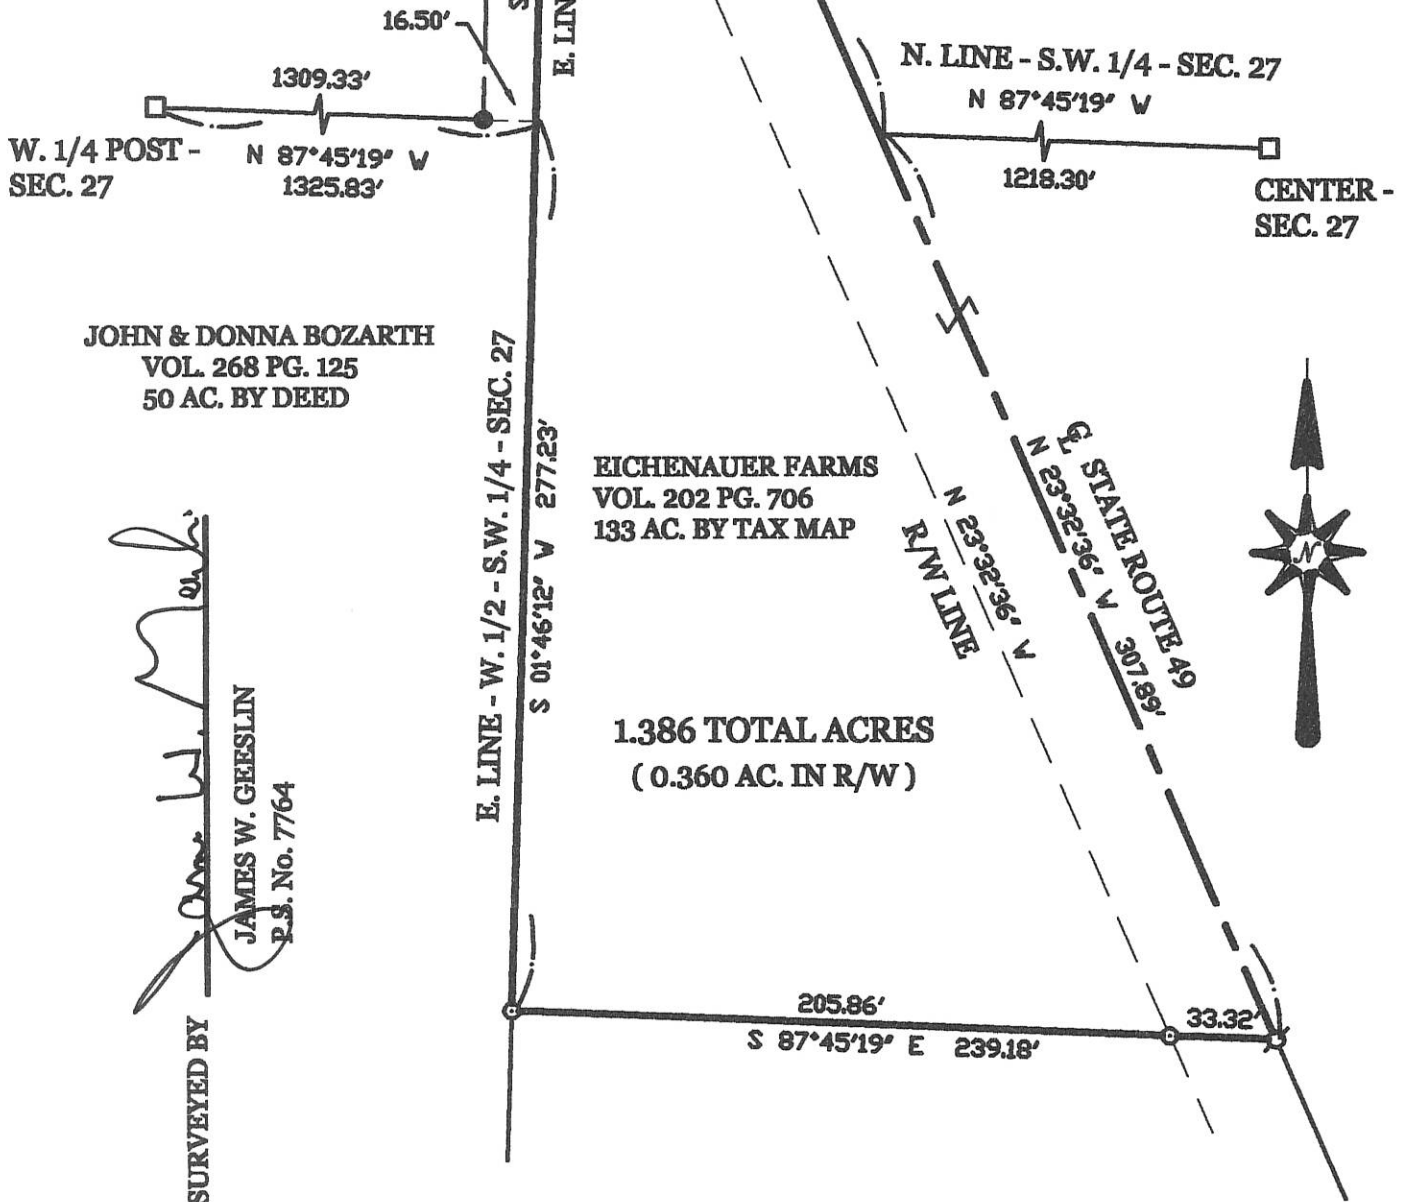 16.50'
S
E. LIN
1309.33'
N. LINE - S.W. 1/4 - SEC. 27
N 87°45'19" W
W. 1/4 POST -
SEC. 27
N 87°45'19" W
1325.83'
1218.30'
CENTER -
SEC. 27
JOHN & DONNA BOZARTH
VOL. 268 PG. 125
50 AC. BY DEED
E. LINE - W. 1/2 - S.W. 1/4 - SEC. 27
S 01°46'12" W 277.23'
EICHENAUER FARMS
VOL. 202 PG. 706
133 AC. BY TAX MAP
N 23°32'36" W
R/W LINE
℄ STATE ROUTE 49
N 23°32'36" W 307.89'
N
1.386 TOTAL ACRES
( 0.360 AC. IN R/W )
JAMES W. GEESLIN
P.S. No. 7764
SURVEYED BY
205.86'
33.32'
S 87°45'19" E 239.18'